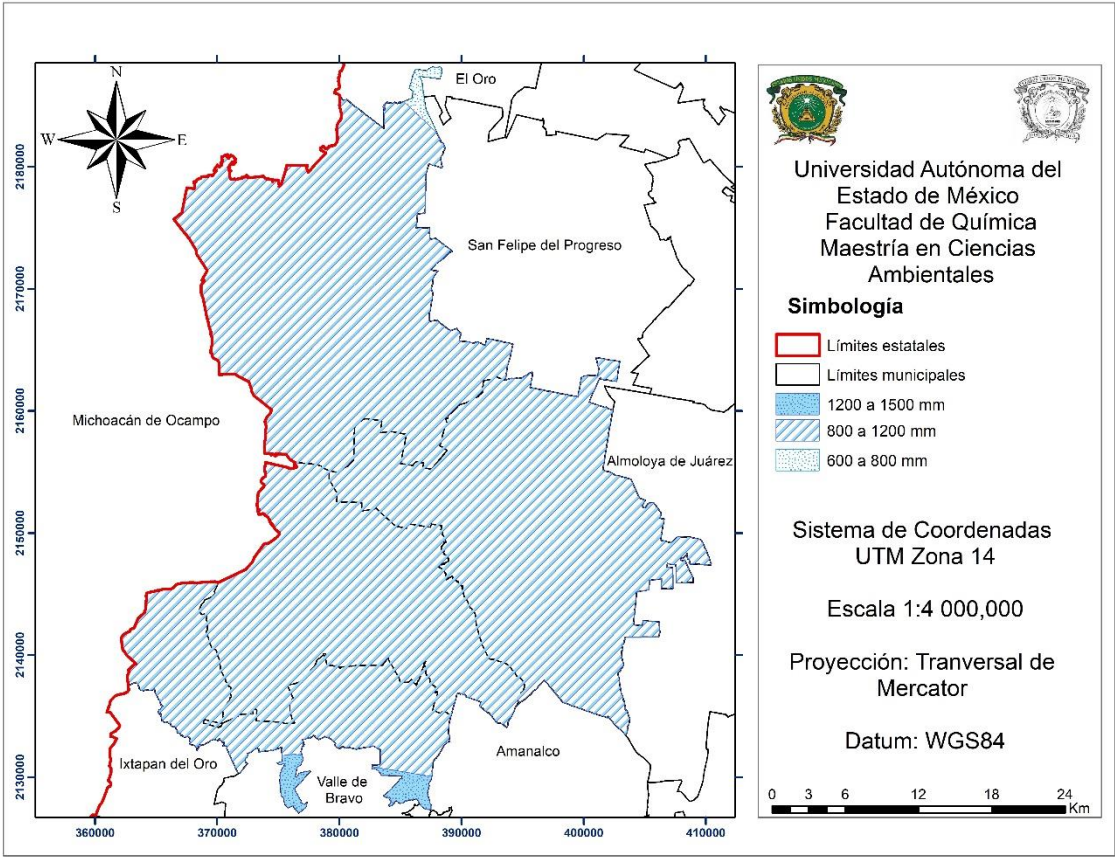 N
W
E
S
El Oro
San Felipe del Progreso
Michoacán de Ocampo
Almoloya de Juárez
Ixtapan del Oro
Valle de
Bravo
Amanalco
2180000
2170000
2160000
2150000
2140000
2130000
360000
370000
380000
390000
400000
410000
Universidad Autónoma del
Estado de México
Facultad de Química
Maestría en Ciencias
Ambientales
Simbología
Límites estatales
Límites municipales
1200 a 1500 mm
800 a 1200 mm
600 a 800 mm
Sistema de Coordenadas
UTM Zona 14
Escala 1:4 000,000
Proyección: Tranversal de
Mercator
Datum: WGS84
0 3 6 12 18 24
Km